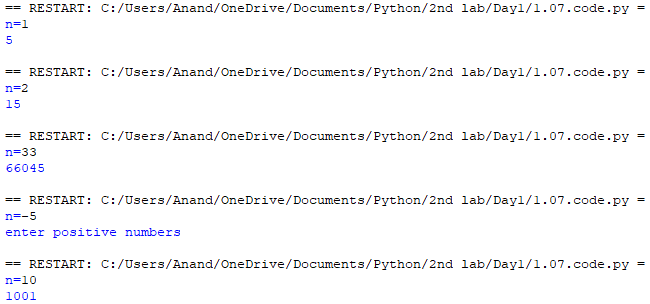 == RESTART: C:/Users/Anand/OneDrive/Documents/Python/2nd lab/Day1/1.07.code.py =
n=1
5
== RESTART: C:/Users/Anand/OneDrive/Documents/Python/2nd lab/Day1/1.07.code.py =
n=2
15
== RESTART: C:/Users/Anand/OneDrive/Documents/Python/2nd lab/Day1/1.07.code.py =
n=33
66045
== RESTART: C:/Users/Anand/OneDrive/Documents/Python/2nd lab/Day1/1.07.code.py =
n=-5
enter positive numbers
== RESTART: C:/Users/Anand/OneDrive/Documents/Python/2nd lab/Day1/1.07.code.py =
n=10
1001